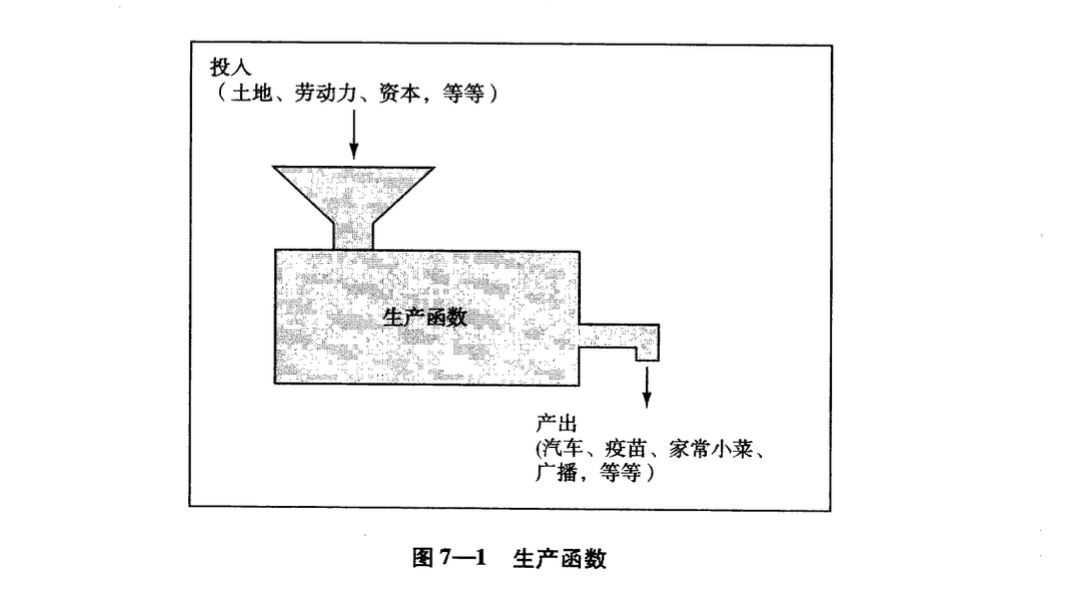 投入
（土地、劳动力、资本，等等）
生产函数
产出
(汽车、疫苗、家常小菜、
广播，等等）
图7—1 生产函数